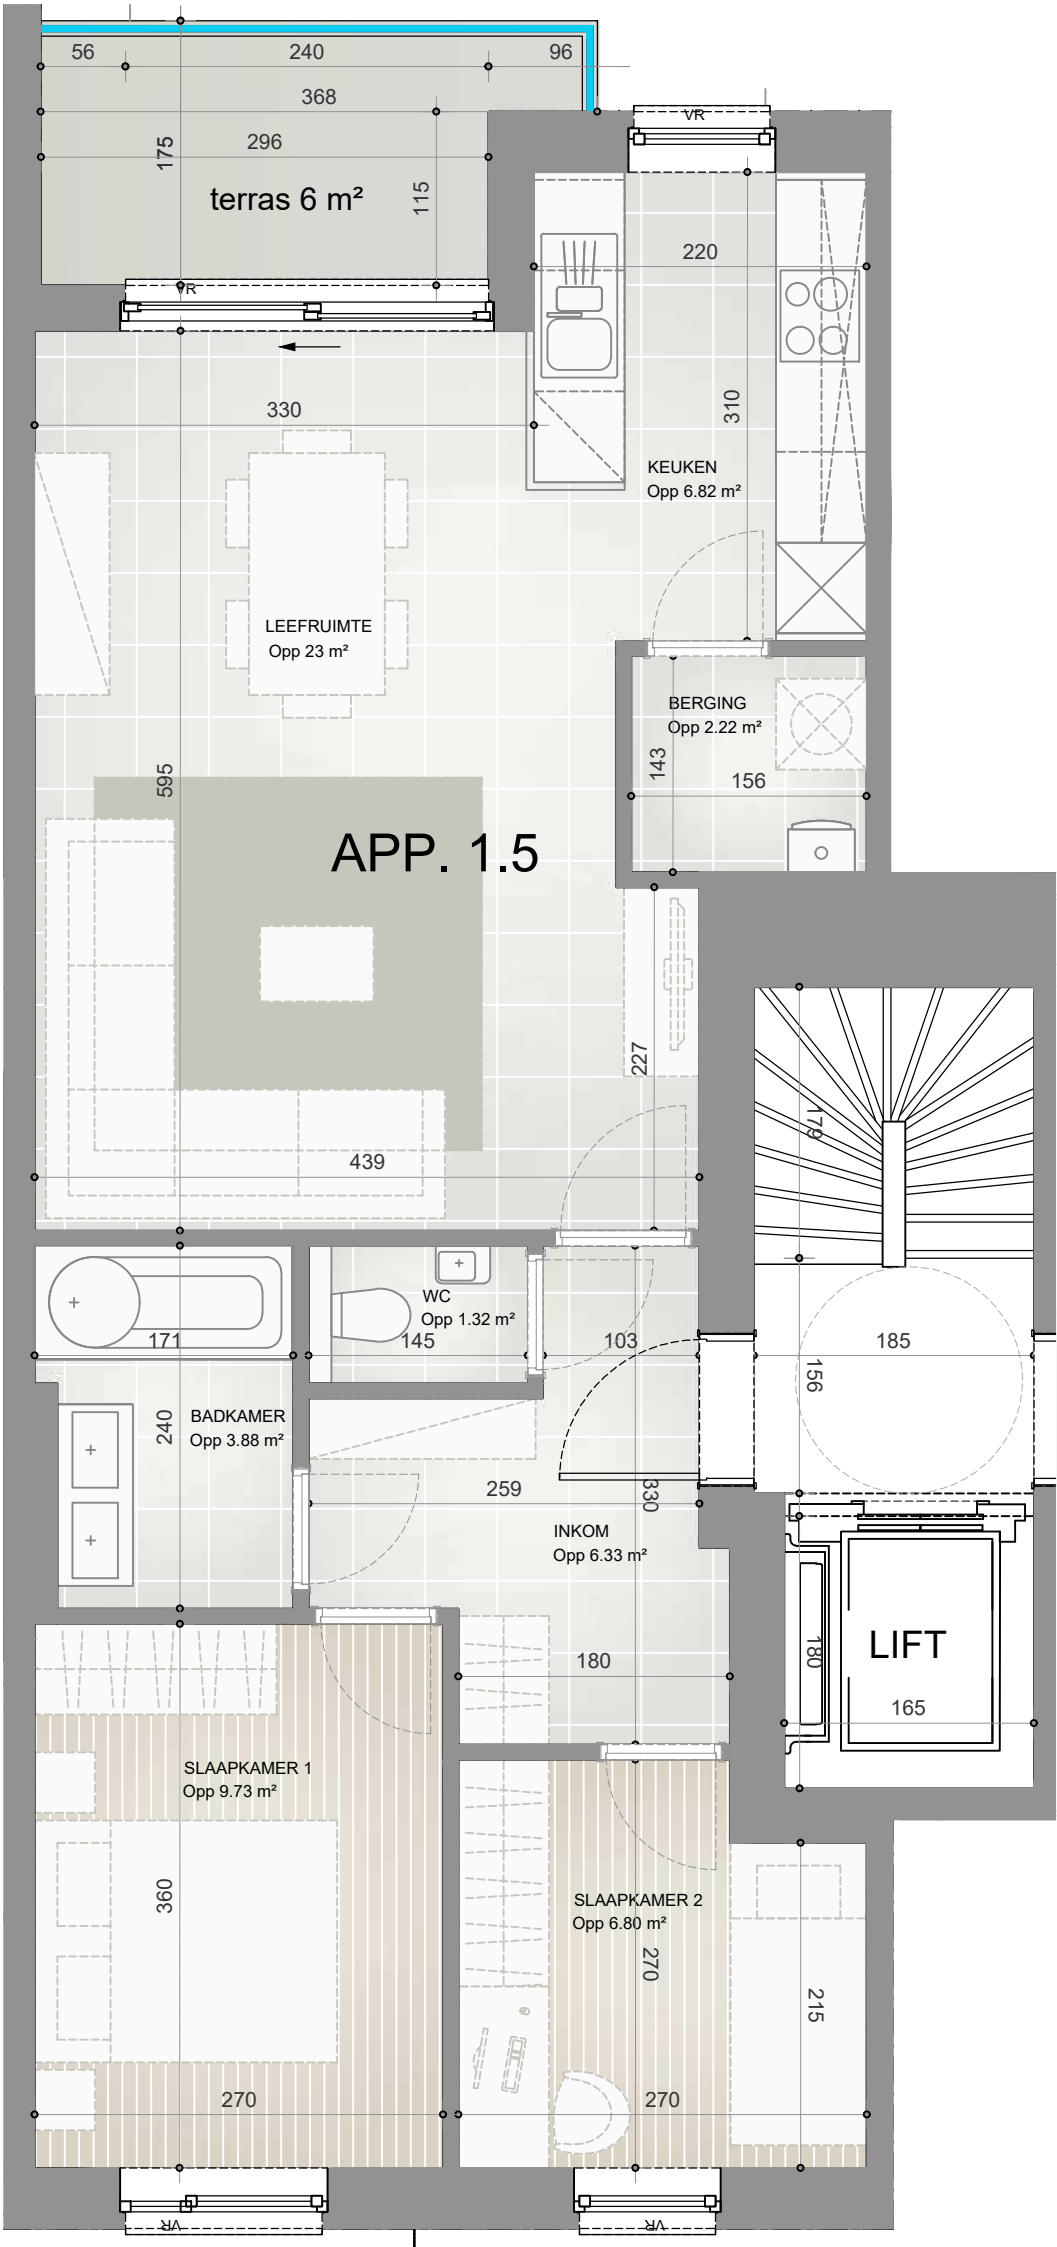 56
240
96
368
175
296
115
terras 6 m²
VR
VR
220
330
310
KEUKEN
Opp 6.82 m²
LEEFRUIMTE
Opp 23 m²
BERGING
Opp 2.22 m²
143
156
595
APP. 1.5
227
439
179
WC
Opp 1.32 m²
171
145
103
185
156
BADKAMER
Opp 3.88 m²
240
259
330
INKOM
Opp 6.33 m²
180
180
LIFT
165
SLAAPKAMER 1
Opp 9.73 m²
360
SLAAPKAMER 2
Opp 6.80 m²
270
215
270
270
VR
VR